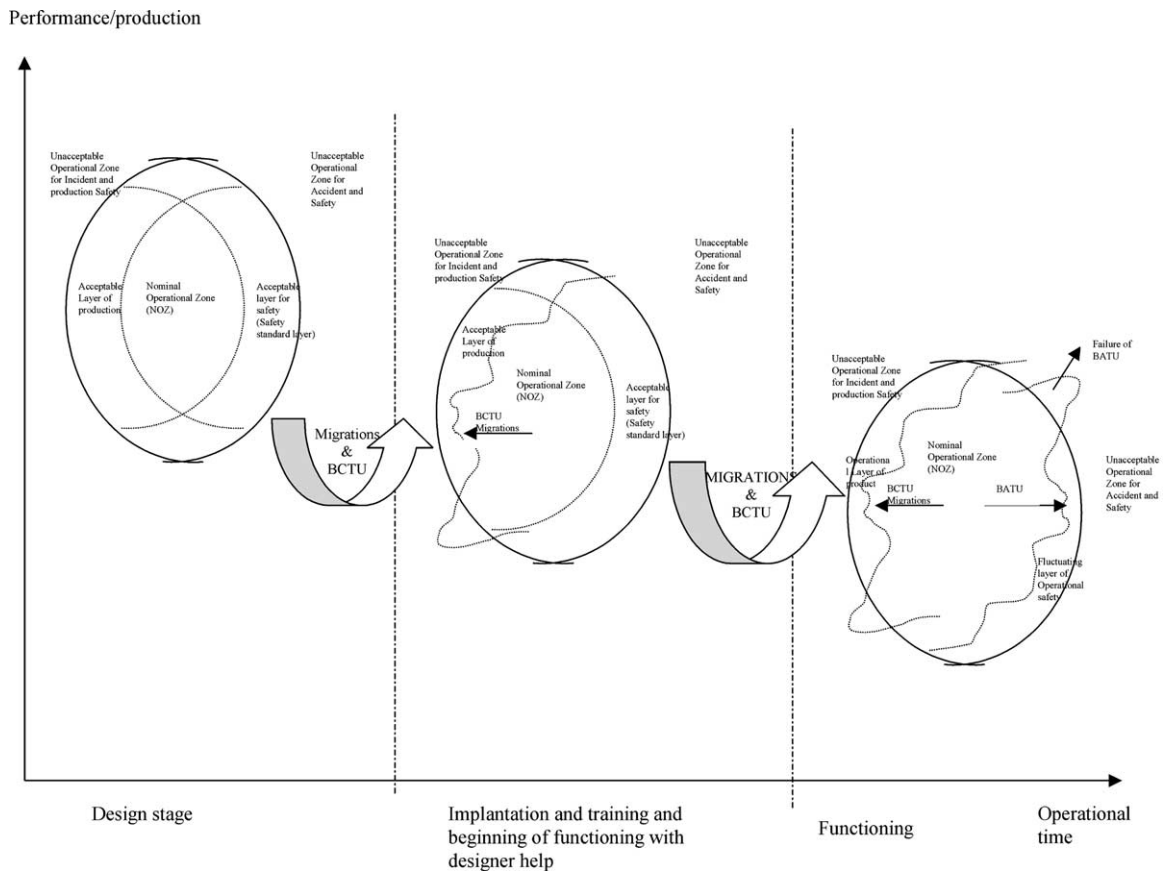 Performance/production
Unacceptable
Operational Zone
for Incident and
production Safety
Unacceptable
Operational
Zone for
Accident and
Safety
Acceptable
Layer of
production
Nominal
Operational Zone
(NOZ)
Acceptable
layer for
safety
(Safety
standard layer)
Migrations
&
BCTU
Unacceptable
Operational Zone
for Incident and
production Safety
Unacceptable
Operational
Zone for
Accident and
Safety
Acceptable
Layer of
production
Nominal
Operational Zone
(NOZ)
BCTU
Migrations
Acceptable
layer for
safety
(Safety
standard layer)
MIGRATIONS
&
BCTU
Unacceptable
Operational Zone
for Incident and
production Safety
Failure of
BATU
Nominal
Operational Zone
(NOZ)
Operationa
l Layer of
product
BCTU
Migrations
BATU
Unacceptable
Operational
Zone for
Accident and
Safety
Fluctuating
layer of
Operational
safety
Design stage
Implantation and training and
beginning of functioning with
designer help
Functioning
Operational
time